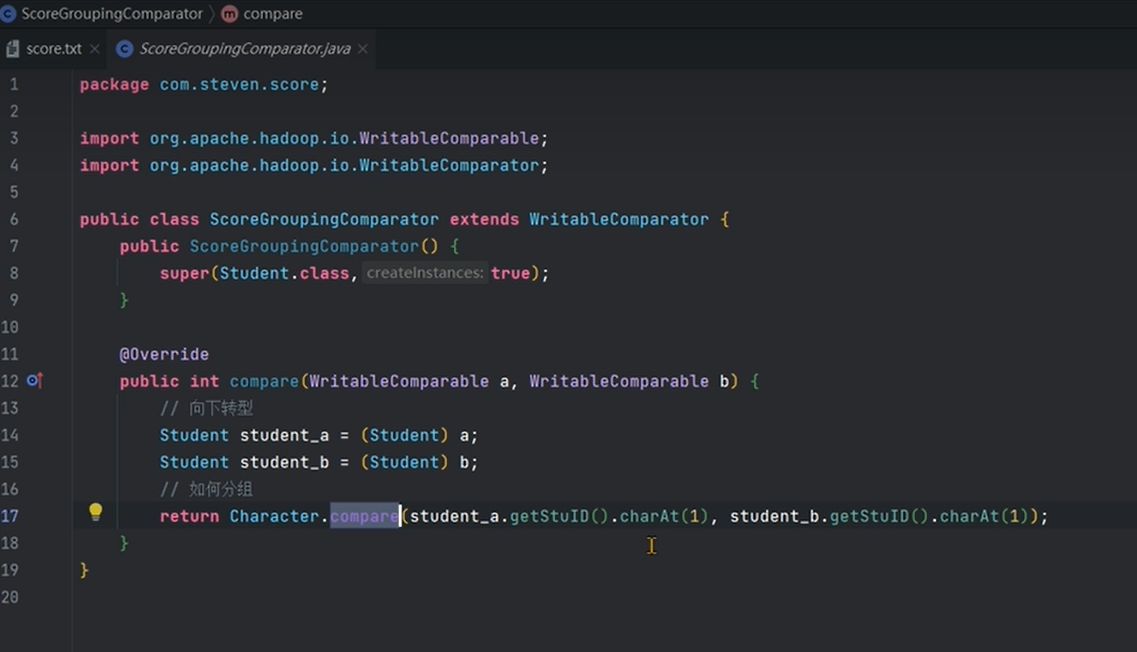 ScoreGroupingComparator compare
score.txt ScoreGroupingComparator.java
1 package com.steven.score;
2
3 import org.apache.hadoop.io.WritableComparable;
4 import org.apache.hadoop.io.WritableComparator;
5
6 public class ScoreGroupingComparator extends WritableComparator {
7 public ScoreGroupingComparator() {
8 super(Student.class, createInstances: true);
9 }
10
11 @Override
12 public int compare(WritableComparable a, WritableComparable b) {
13 // 向下转型
14 Student student_a = (Student) a;
15 Student student_b = (Student) b;
16 // 如何分组
17 return Character.compare(student_a.getStuID().charAt(1), student_b.getStuID().charAt(1));
18 }
19 }
20